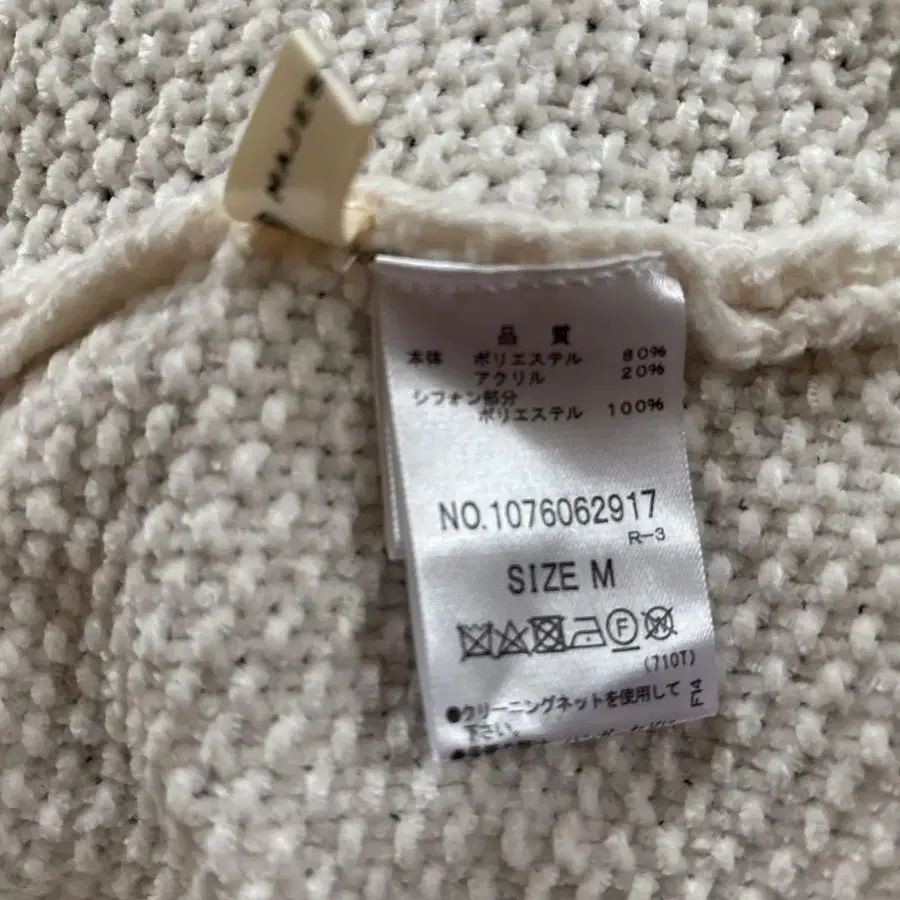 品質
本体 ポリエステル 80%
アクリル 20%
シフォン部分
ポリエステル 100%
NO.1076062917
R-3
SIZE M
F
W
(710T)
F14
●クリーニングネットを使用して
下さい。